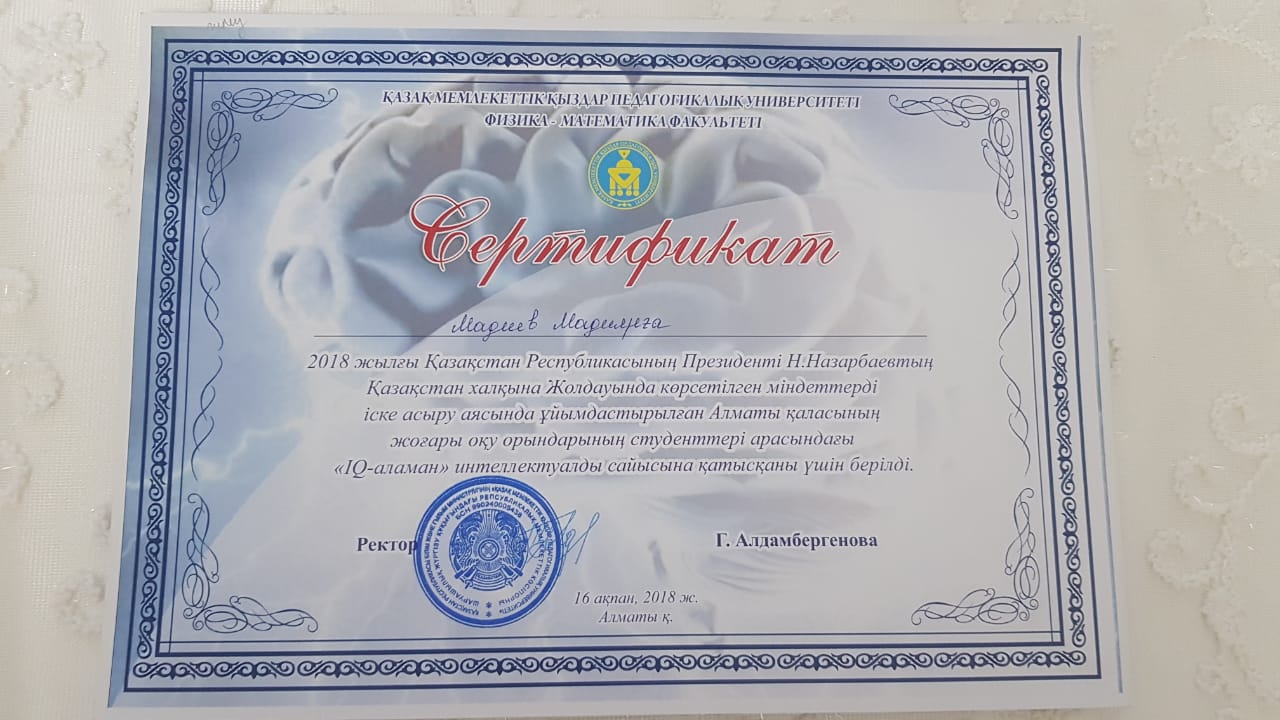 ҚАЗАҚ МЕМЛЕКЕТТІК ҚЫЗДАР ПЕДАГОГИКАЛЫҚ УНИВЕРСИТЕТІ
ФИЗИКА - МАТЕМАТИКА ФАКУЛЬТЕТІ
Сертификат
Мадиев
2018 жылғы Қазақстан Республикасының Президенті Н.Назарбаевтың
Қазақстан халқына Жолдауында көрсетілген міндеттерді
іске асыру аясында ұйымдастырылған Алматы қаласының
жоғары оқу орындарының студенттері арасындағы
«IQ-аламан» интеллектуалды сайысына қатысқаны үшін берілді.
Ректор
Г. Алдамбергенова
16 ақпан, 2018 ж.
Алматы қ.